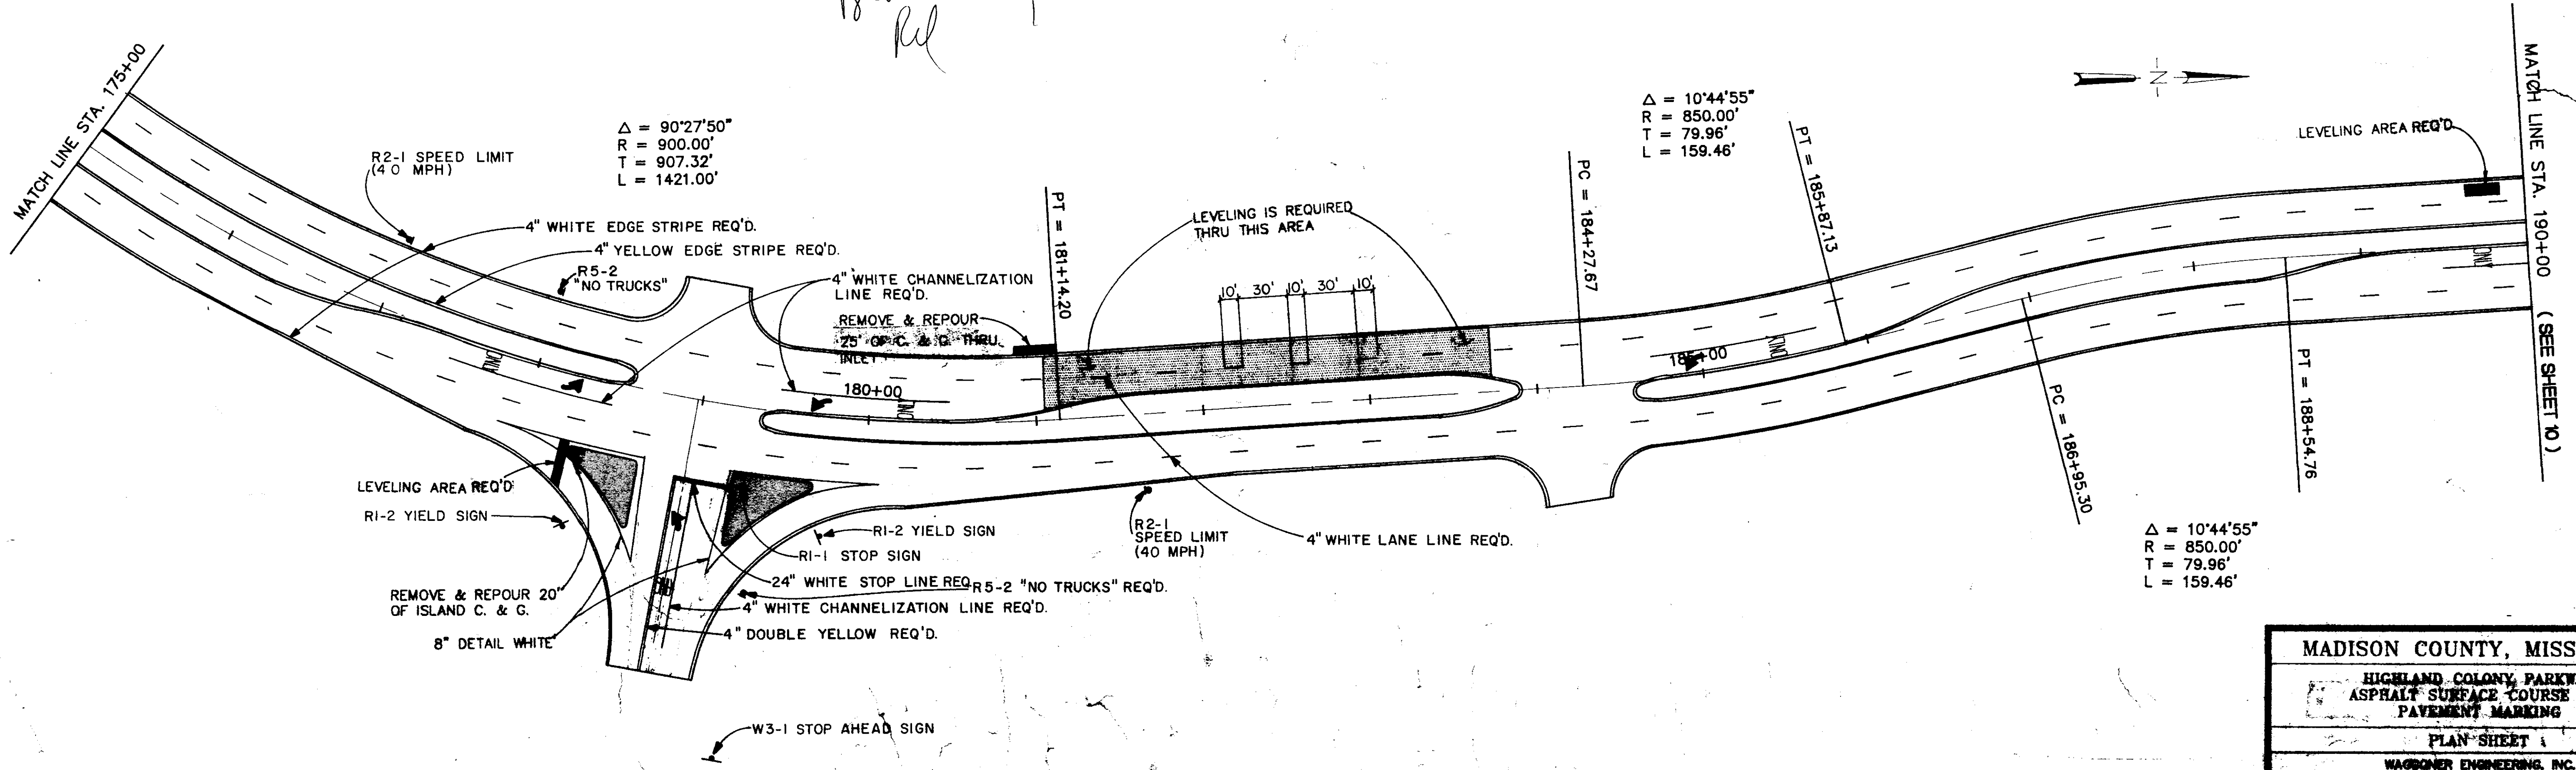 MATCH LINE STA. 175+00
R2-1 SPEED LIMIT
(40 MPH)
Δ = 90°27'50"
R = 900.00'
T = 907.32'
L = 1421.00'
4" WHITE EDGE STRIPE REQ'D.
4" YELLOW EDGE STRIPE REQ'D.
R5-2
"NO TRUCKS"
4" WHITE CHANNELIZATION
LINE REQ'D.
REMOVE & REPOUR
25' OF C. & G. THRU.
INLET
180+00
ONLY
ONLY
PT = 181+14.20
LEVELING IS REQUIRED
THRU THIS AREA
10' 30' 10' 30' 10'
PC = 184+27.67
Δ = 10°44'55"
R = 850.00'
T = 79.96'
L = 159.46'
PT = 185+87.13
185+00
ONLY
N
LEVELING AREA REQ'D.
MATCH LINE STA. 190+00 (SEE SHEET 10)
ONLY
PC = 186+95.30
PT = 188+54.76
Δ = 10°44'55"
R = 850.00'
T = 79.96'
L = 159.46'
LEVELING AREA REQ'D
R1-2 YIELD SIGN
REMOVE & REPOUR 20'
OF ISLAND C. & G.
8" DETAIL WHITE
R1-2 YIELD SIGN
R1-1 STOP SIGN
24" WHITE STOP LINE REQ
R5-2 "NO TRUCKS" REQ'D.
4" WHITE CHANNELIZATION LINE REQ'D.
4" DOUBLE YELLOW REQ'D.
R2-1
SPEED LIMIT
(40 MPH)
4" WHITE LANE LINE REQ'D.
W3-1 STOP AHEAD SIGN
MADISON COUNTY, MISS
HIGHLAND COLONY PARKW
ASPHALT SURFACE COURSE
PAVEMENT MARKING
PLAN SHEET
WAGGONER ENGINEERING, INC.